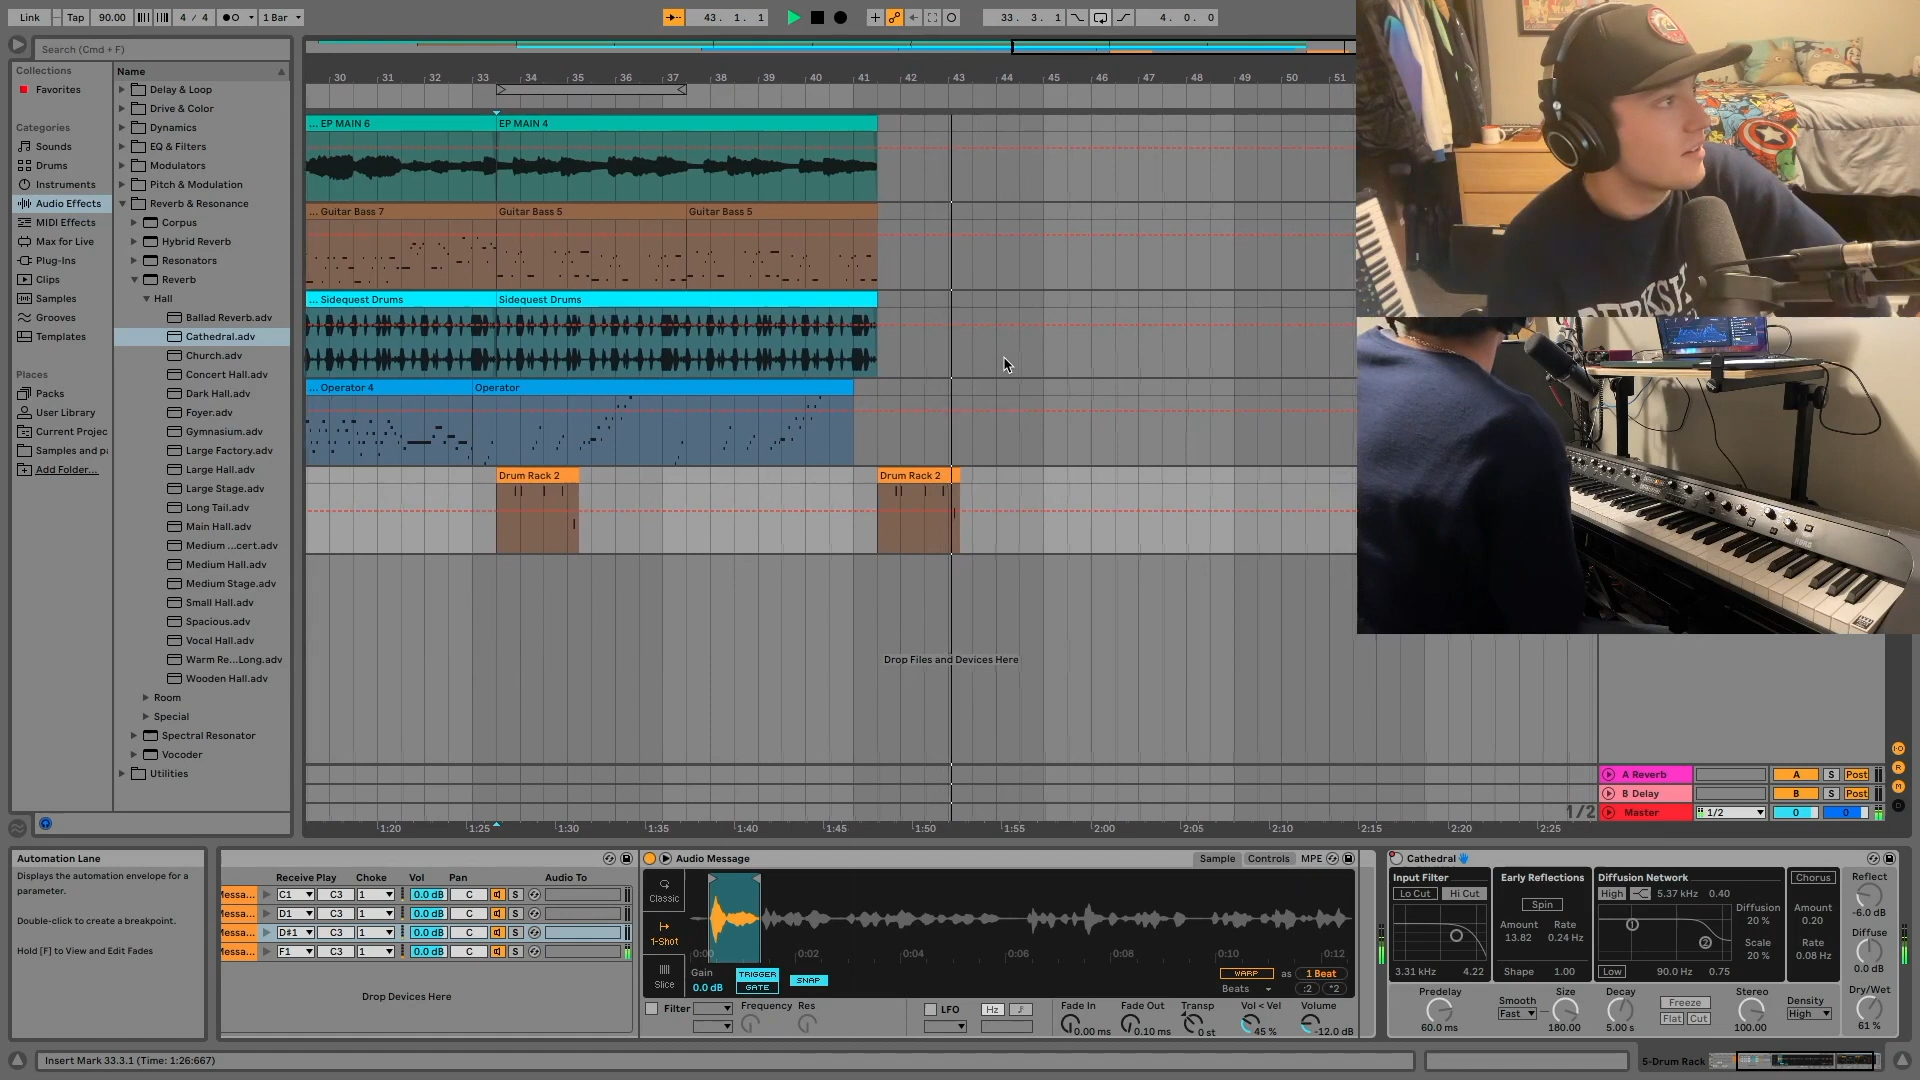 Link Tap 90.00 4 / 4 1 Bar 43. 1. 1 33. 3. 1 4. 0. 0
Search (Cmd + F)
Collections
Favorites
Categories
Sounds
Drums
Instruments
Audio Effects
MIDI Effects
Max for Live
Plug-Ins
Clips
Samples
Grooves
Templates
Places
Packs
User Library
Current Projec
Samples and p
Add Folder...
Name
Delay & Loop
Drive & Color
Dynamics
EQ & Filters
Modulators
Pitch & Modulation
Reverb & Resonance
Corpus
Hybrid Reverb
Resonators
Reverb
Hall
Ballad Reverb.adv
Cathedral.adv
Church.adv
Concert Hall.adv
Dark Hall.adv
Foyer.adv
Gymnasium.adv
Large Factory.adv
Large Hall.adv
Large Stage.adv
Long Tail.adv
Main Hall.adv
Medium ...cert.adv
Medium Hall.adv
Medium Stage.adv
Small Hall.adv
Spacious.adv
Vocal Hall.adv
Warm Re...Long.adv
Wooden Hall.adv
Room
Special
Spectral Resonator
Vocoder
Utilities
30 31 32 33 34 35 36 37 38 39 40 41 42 43 44 45 46 47 48 49 50 51
... EP MAIN 6 EP MAIN 4
... Guitar Bass 7 Guitar Bass 5 Guitar Bass 5
... Sidequest Drums Sidequest Drums
... Operator 4 Operator
Drum Rack 2 Drum Rack 2
Drop Files and Devices Here
KORG
A Reverb A S Post
B Delay B S Post
1/2 Master 1/2 0 0
1:20 1:25 1:30 1:35 1:40 1:45 1:50 1:55 2:00 2:05 2:10 2:15 2:20 2:25
Automation Lane
Displays the automation envelope for a
parameter.
Double-click to create a breakpoint.
Hold [F] to View and Edit Fades
Receive Play Choke Vol Pan Audio To
Messa... C1 C3 1 0.0 dB C S
Messa... D1 C3 1 0.0 dB C S
Messa... D#1 C3 1 0.0 dB C S
Messa... F1 C3 1 0.0 dB C S
Drop Devices Here
Audio Message Sample Controls MPE
Classic
1-Shot
Slice
0:00 0:02 0:04 0:06 0:08 0:10 0:12
Gain TRIGGER SNAP WARP as 1 Beat
0.0 dB GATE Beats :2 *2
Filter Frequency Res LFO Hz Fade In Fade Out Transp Vol < Vel Volume
0.00 ms 0.10 ms 0 st 45 % -12.0 dB
Cathedral
Input Filter Early Reflections Diffusion Network Chorus Reflect
Lo Cut Hi Cut Spin High 5.37 kHz 0.40
Diffusion Amount -6.0 dB
Amount Rate 20 % 0.20 Diffuse
13.82 0.24 Hz Scale Rate
3.31 kHz 4.22 Shape 1.00 Low 90.0 Hz 0.75 20 % 0.08 Hz 0.0 dB
Predelay Smooth Size Decay Freeze Stereo Density Dry/Wet
60.0 ms Fast 180.00 5.00 s Flat Cut 100.00 High 61 %
Insert Mark 33.3.1 (Time: 1:26:667) 5-Drum Rack